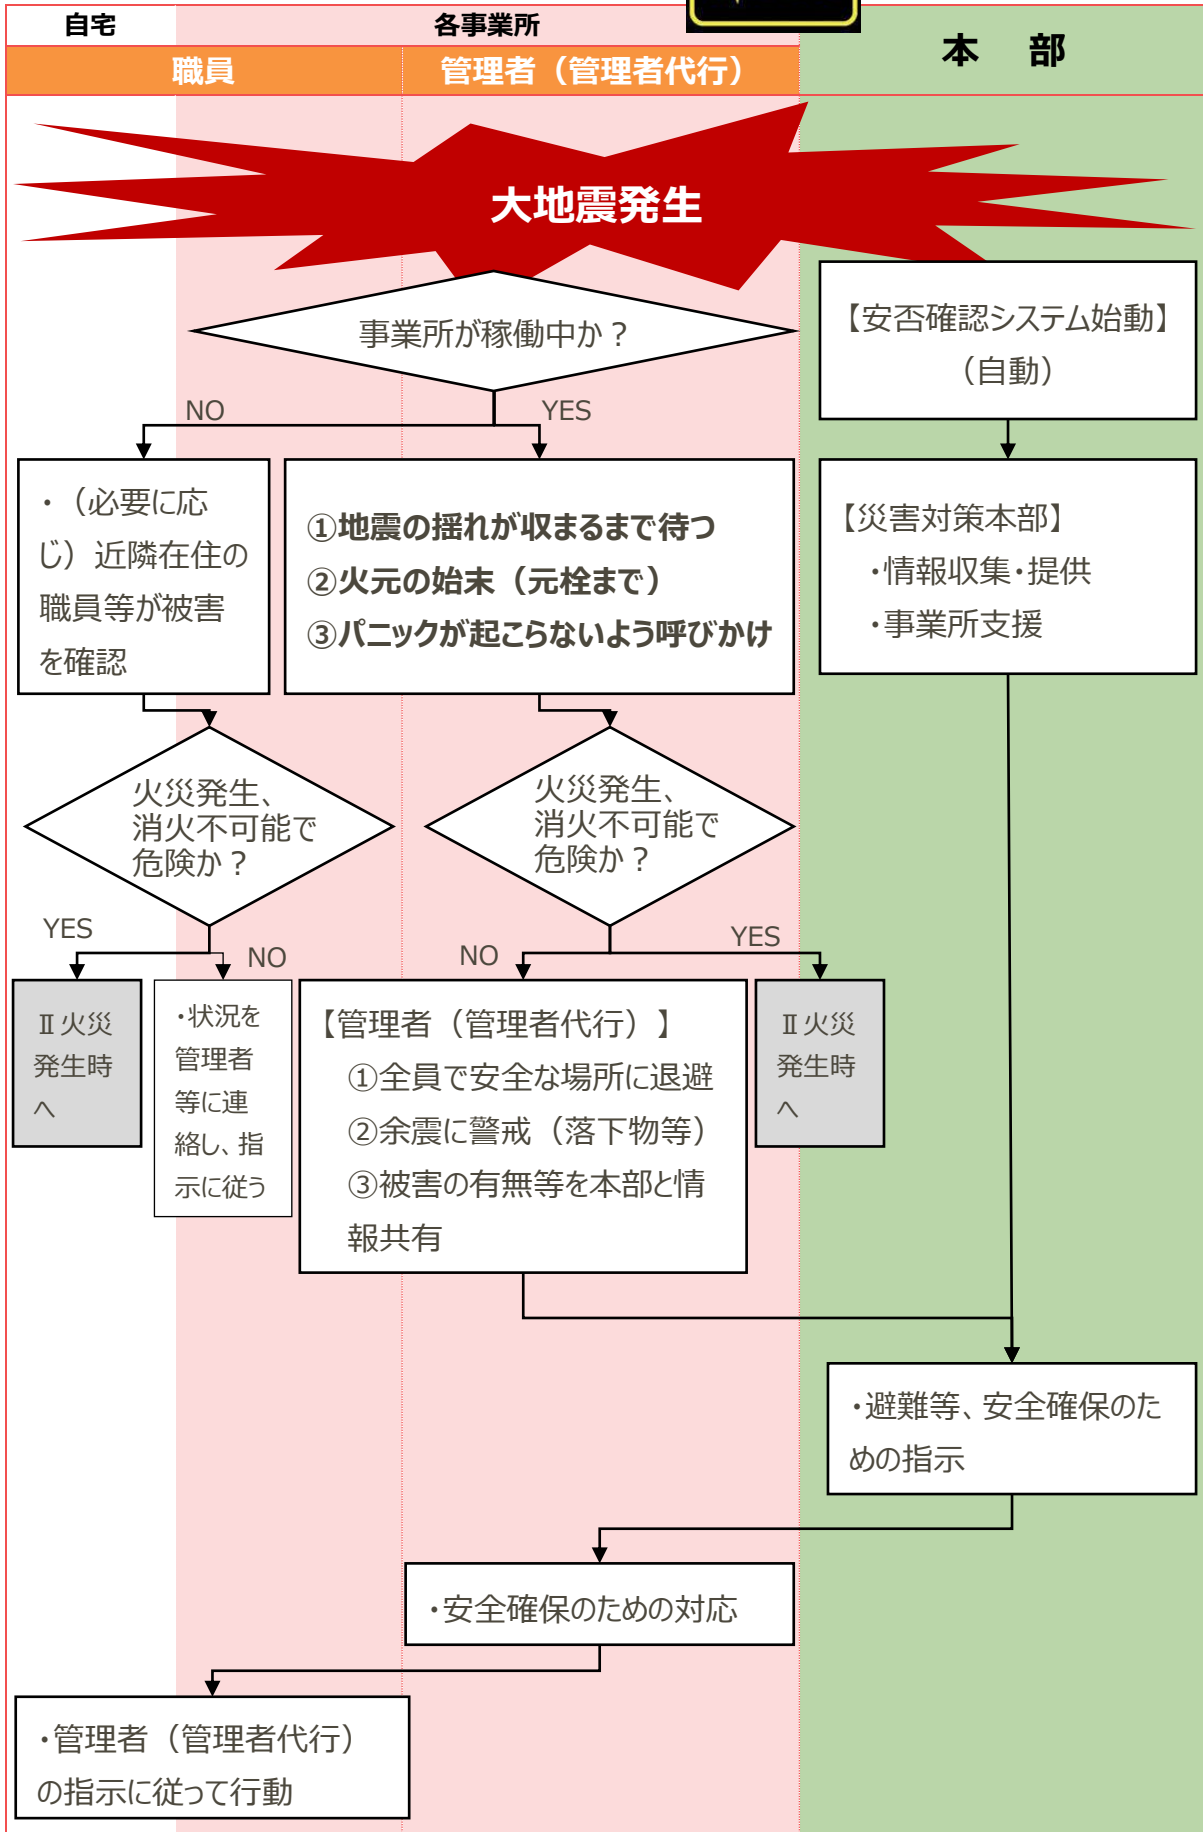 自宅
各事業所
本　部
職員
管理者（管理者代行）
大地震発生
事業所が稼働中か？
【安否確認システム始動】
（自動）
NO
YES
・（必要に応
じ）近隣在住の
職員等が被害
を確認
①地震の揺れが収まるまで待つ
②火元の始末（元栓まで）
③パニックが起こらないよう呼びかけ
【災害対策本部】
・情報収集・提供
・事業所支援
火災発生、
消火不可能で
危険か？
火災発生、
消火不可能で
危険か？
YES
NO
NO
YES
Ⅱ火災
発生時
へ
・状況を
管理者
等に連
絡し、指
示に従う
【管理者（管理者代行）】
①全員で安全な場所に退避
②余震に警戒（落下物等）
③被害の有無等を本部と情
報共有
Ⅱ火災
発生時
へ
・避難等、安全確保のた
めの指示
・安全確保のための対応
・管理者（管理者代行）
の指示に従って行動